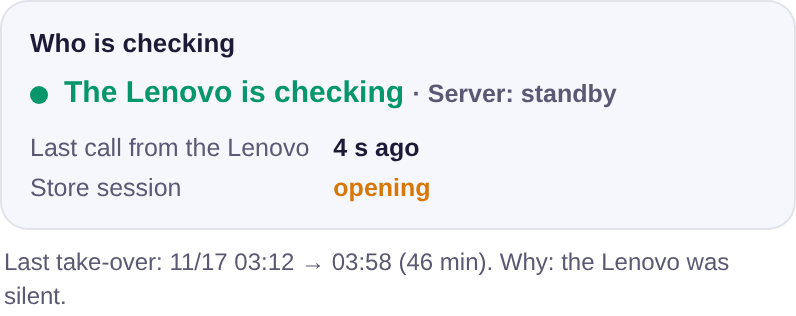 Who is checking
The Lenovo is checking · Server: standby
Last call from the Lenovo 4 s ago
Store session opening
Last take-over: 11/17 03:12 → 03:58 (46 min). Why: the Lenovo was
silent.